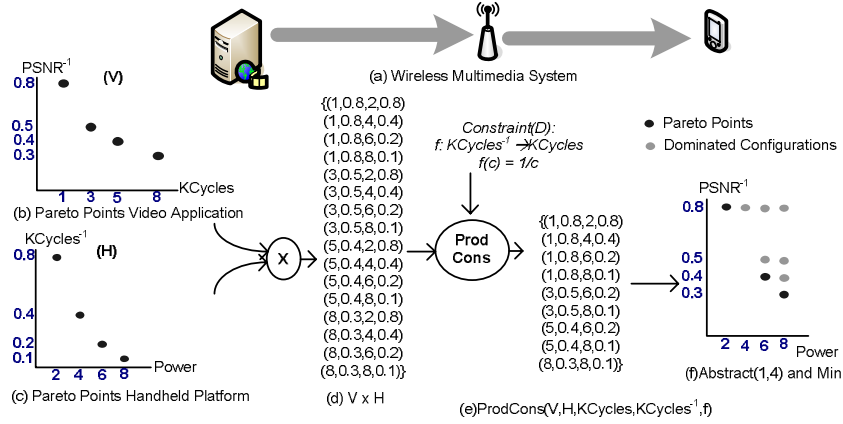 (a) Wireless Multimedia System
PSNR⁻¹
(V)
0.8
0.5
0.4
0.3
KCycles
1 3 5 8
(b) Pareto Points Video Application
KCycles⁻¹
(H)
0.8
0.4
0.2
0.1
Power
2 4 6 8
(c) Pareto Points Handheld Platform
X
{(1,0.8,2,0.8)
(1,0.8,4,0.4)
(1,0.8,6,0.2)
(1,0.8,8,0.1)
(3,0.5,2,0.8)
(3,0.5,4,0.4)
(3,0.5,6,0.2)
(3,0.5,8,0.1)
(5,0.4,2,0.8)
(5,0.4,4,0.4)
(5,0.4,6,0.2)
(5,0.4,8,0.1)
(8,0.3,2,0.8)
(8,0.3,4,0.4)
(8,0.3,6,0.2)
(8,0.3,8,0.1)}
(d) V x H
Constraint(D):
f: KCycles⁻¹ →KCycles
f(c) = 1/c
Prod
Cons
{(1,0.8,2,0.8)
(1,0.8,4,0.4)
(1,0.8,6,0.2)
(1,0.8,8,0.1)
(3,0.5,6,0.2)
(3,0.5,8,0.1)
(5,0.4,6,0.2)
(5,0.4,8,0.1)
(8,0.3,8,0.1)}
(e)ProdCons(V,H,KCycles,KCycles⁻¹,f)
Pareto Points
Dominated Configurations
PSNR⁻¹
0.8
0.5
0.4
0.3
2 4 6 8
Power
(f)Abstract(1,4) and Min